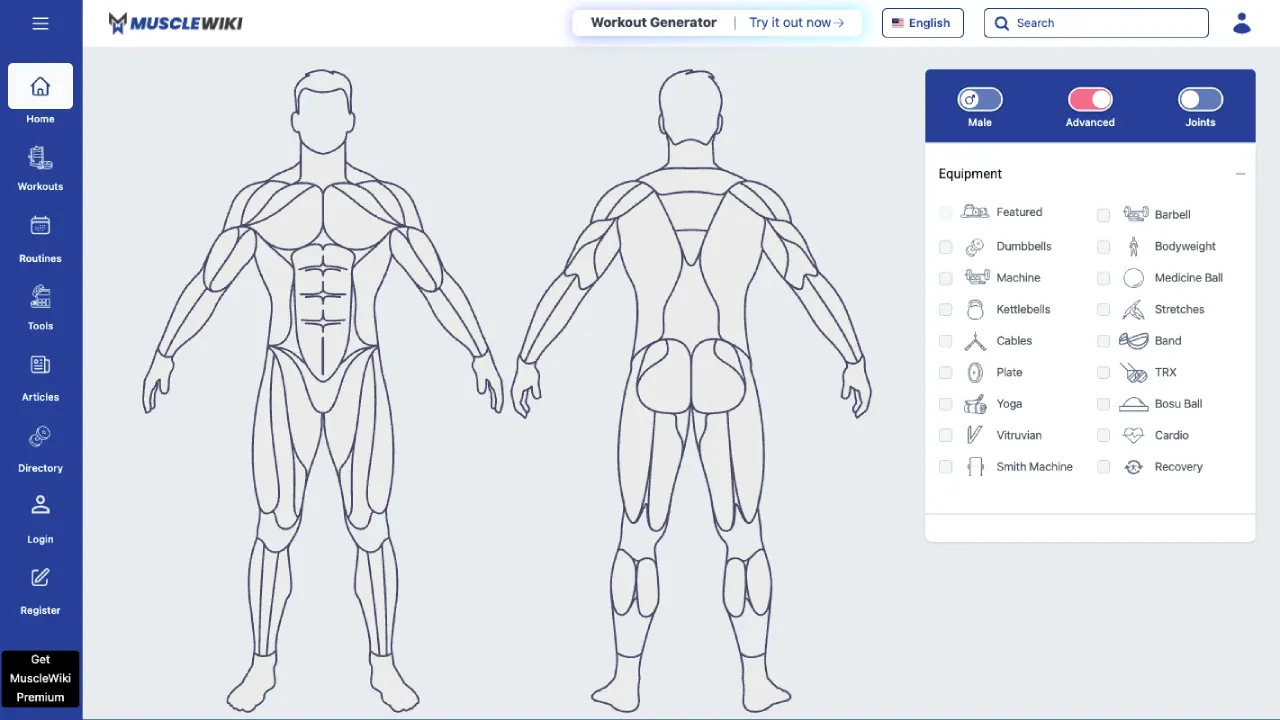 MUSCLEWIKI
Workout Generator | Try it out now→
English
Search
Home
Workouts
Routines
Tools
Articles
Directory
Login
Register
Get
MuscleWiki
Premium
Male
Advanced
Joints
Equipment
Featured
Barbell
Dumbbells
Bodyweight
Machine
Medicine Ball
Kettlebells
Stretches
Cables
Band
Plate
TRX
Yoga
Bosu Ball
Vitruvian
Cardio
Smith Machine
Recovery